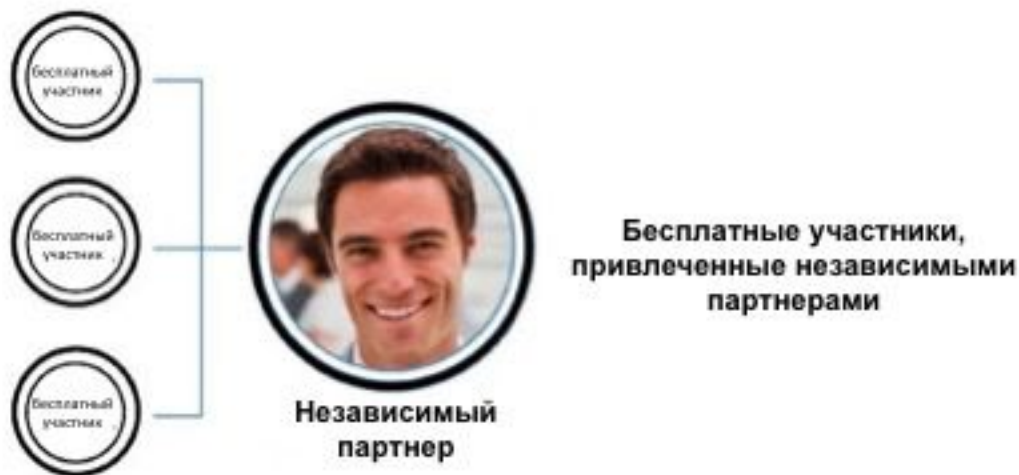 бесплатный
участник
бесплатный
участник
бесплатный
участник
Независимый
партнер
Бесплатные участники,
привлеченные независимыми
партнерами